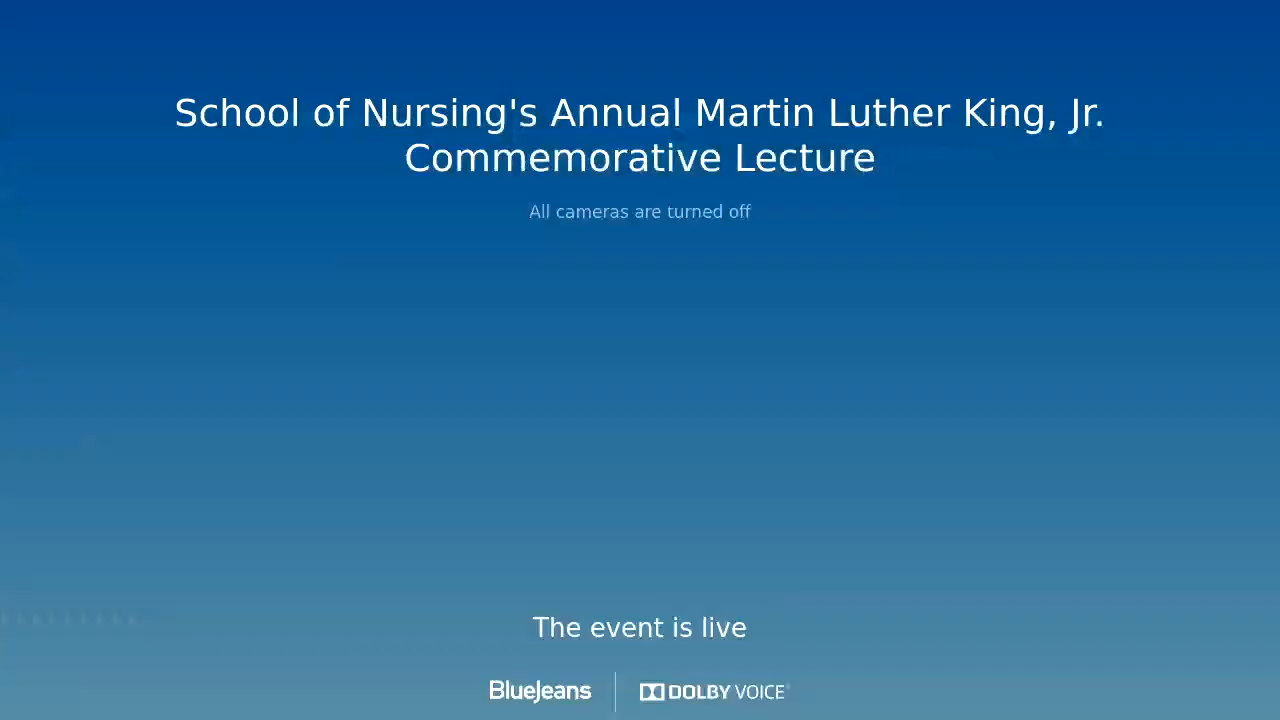 School of Nursing's Annual Martin Luther King, Jr.
Commemorative Lecture
All cameras are turned off
The event is live
BlueJeans DOLBY VOICE